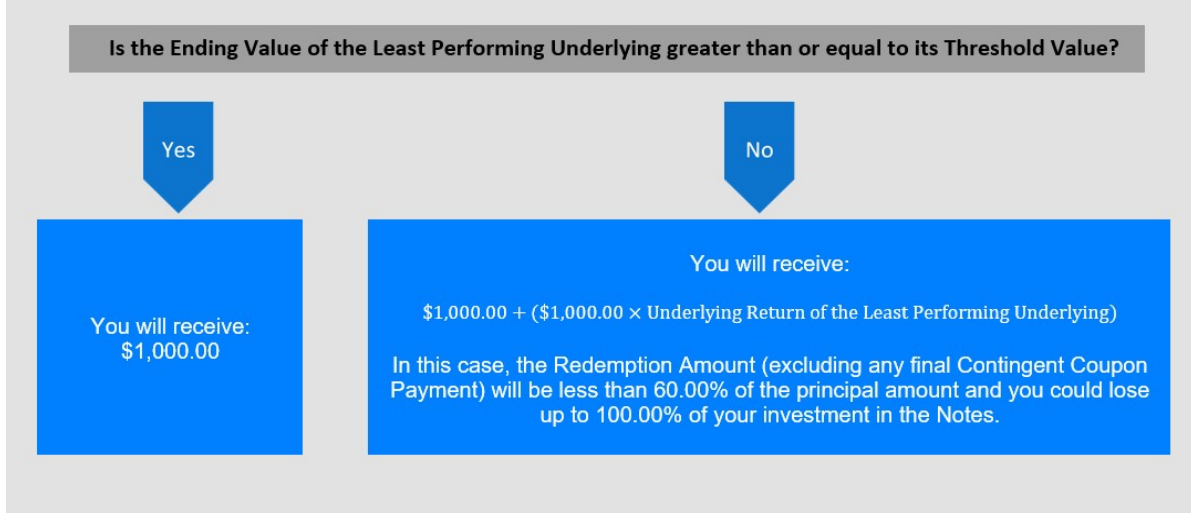 Is the Ending Value of the Least Performing Underlying greater than or equal to its Threshold Value?
Yes
No
You will receive:
$1,000.00
You will receive:
$1,000.00 + ($1,000.00 × Underlying Return of the Least Performing Underlying)
In this case, the Redemption Amount (excluding any final Contingent Coupon
Payment) will be less than 60.00% of the principal amount and you could lose
up to 100.00% of your investment in the Notes.